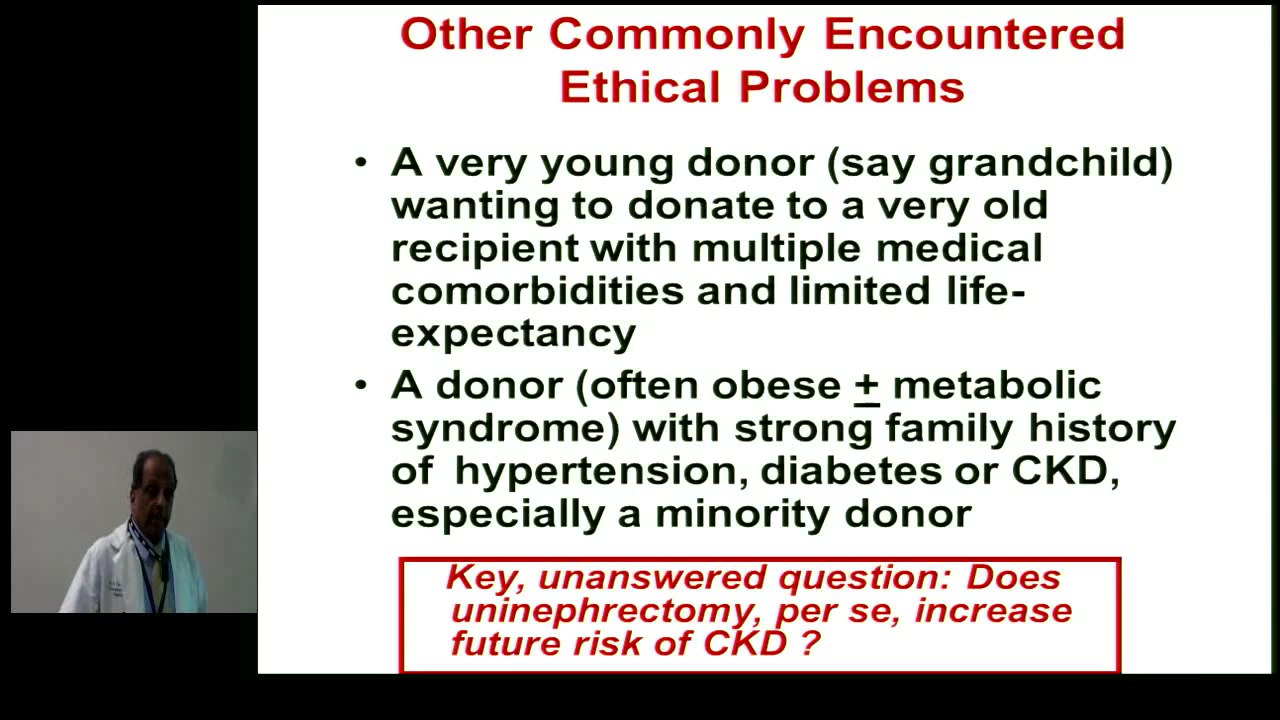 Other Commonly Encountered
Ethical Problems
• A very young donor (say grandchild)
wanting to donate to a very old
recipient with multiple medical
comorbidities and limited life-
expectancy
• A donor (often obese + metabolic
syndrome) with strong family history
of hypertension, diabetes or CKD,
especially a minority donor
Key, unanswered question: Does
uninephrectomy, per se, increase
future risk of CKD ?